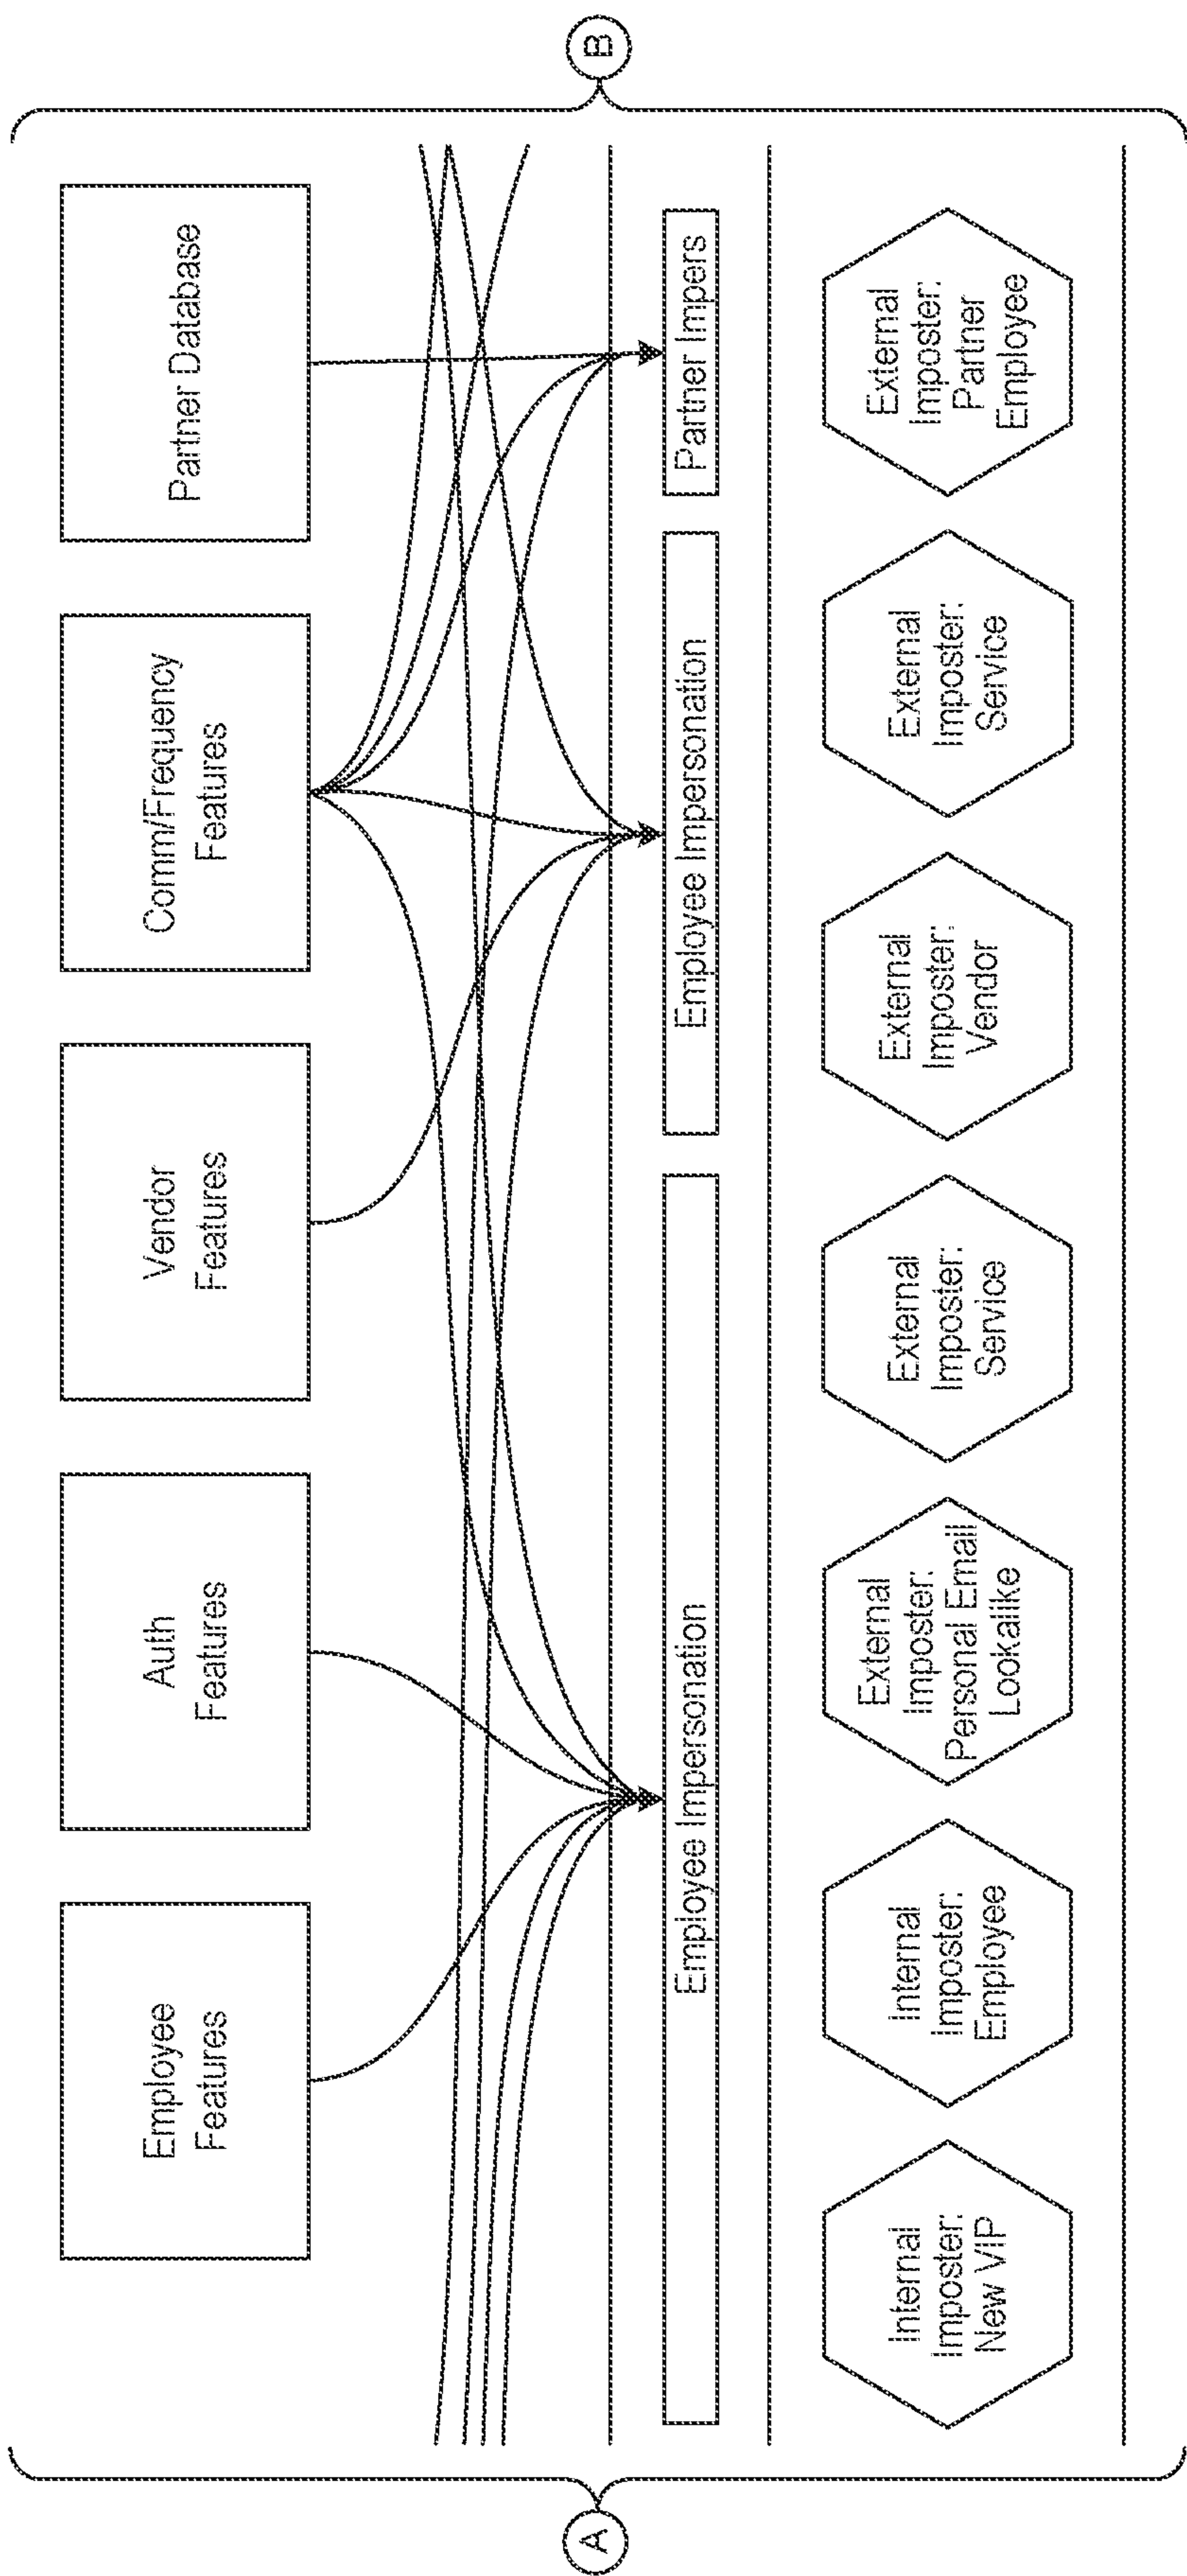 A
Employee
Features
Auth
Features
Vendor
Features
Comm/Frequency
Features
Partner Database
B
Employee Impersonation
Employee Impersonation
Partner Impers
Internal
Imposter:
New VIP
Internal
Imposter:
Employee
External
Imposter:
Personal Email
Lookalike
External
Imposter:
Service
External
Imposter:
Vendor
External
Imposter:
Service
External
Imposter:
Partner
Employee